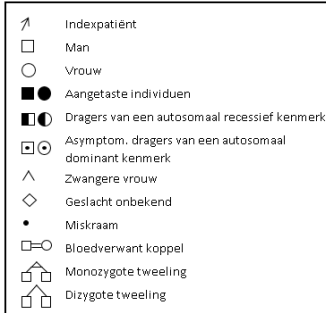 Indexpatiënt
Man
Vrouw
Aangetaste individuen
Dragers van een autosomaal recessief kenmerk
Asymptom. dragers van een autosomaal
dominant kenmerk
Zwangere vrouw
Geslacht onbekend
Miskraam
Bloedverwant koppel
Monozygote tweeling
Dizygote tweeling